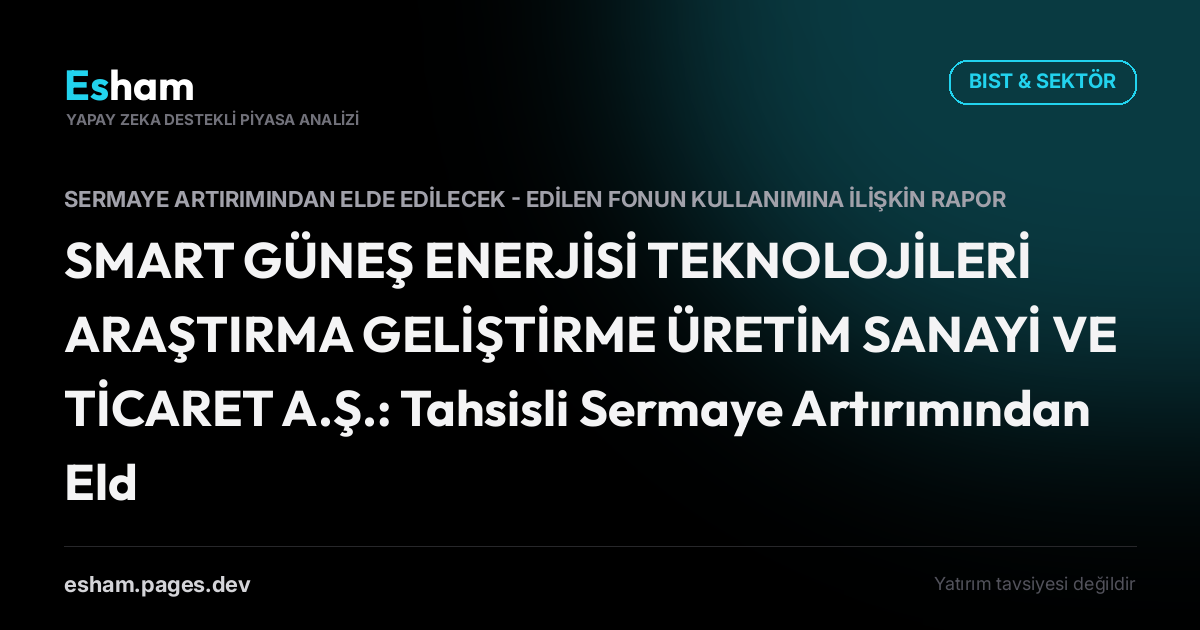 Esham
BIST & SEKTÖR
YAPAY ZEKA DESTEKLİ PİYASA ANALİZİ
SERMAYE ARTIRIMINDAN ELDE EDİLECEK - EDİLEN FONUN KULLANIMINA İLİŞKİN RAPOR
SMART GÜNEŞ ENERJİSİ TEKNOLOJİLERİ
ARAŞTIRMA GELİŞTİRME ÜRETİM SANAYİ VE
TİCARET A.Ş.: Tahsisli Sermaye Artırımından
Eld
esham.pages.dev
Yatırım tavsiyesi değildir